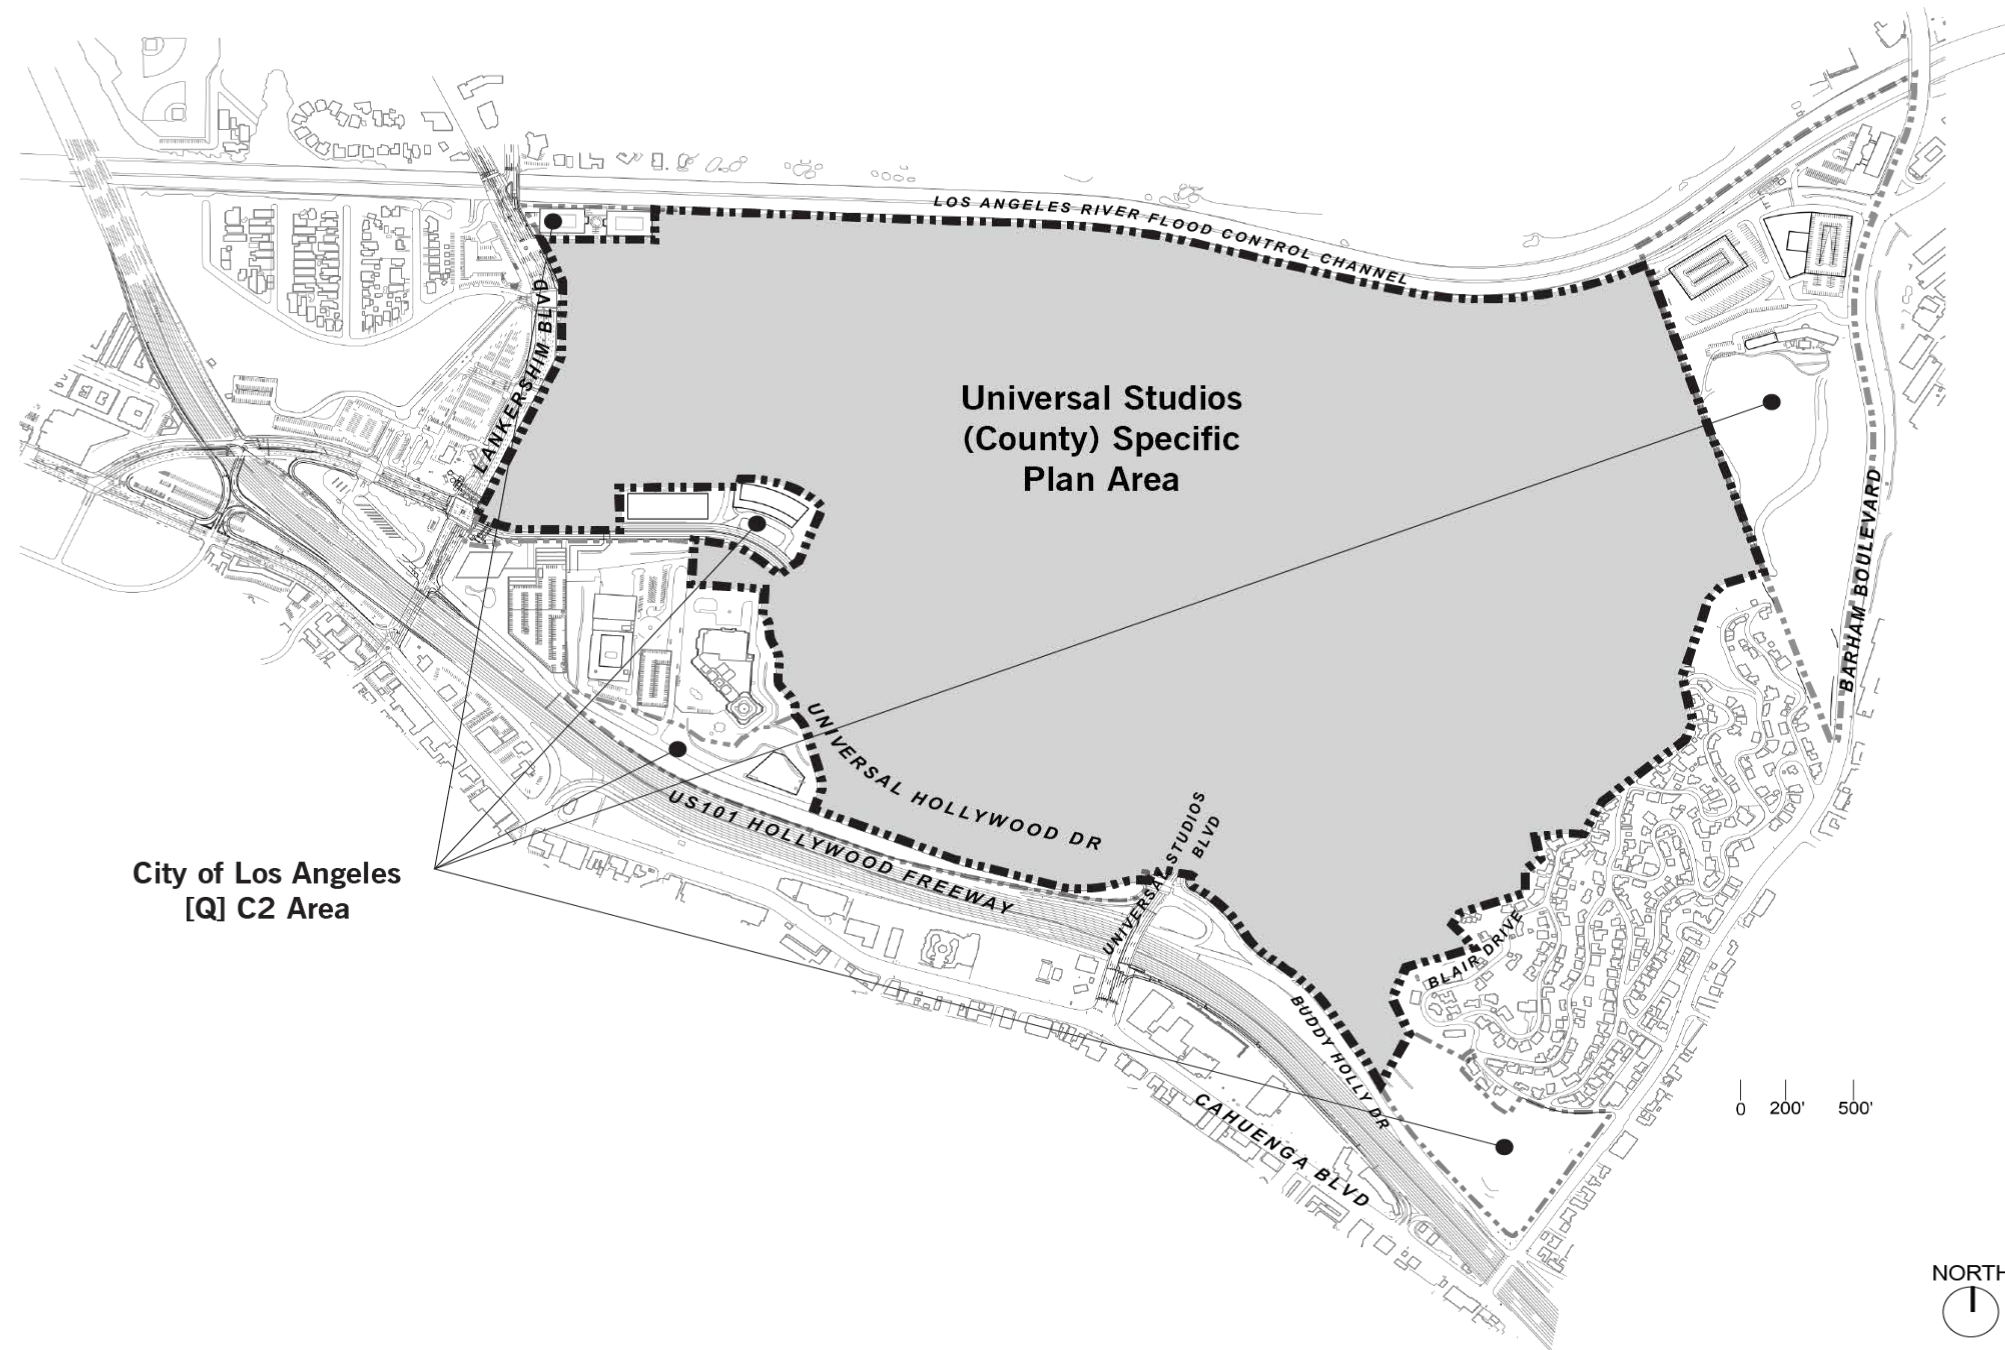 LOS ANGELES RIVER FLOOD CONTROL CHANNEL
LANKERSHIM BLVD
Universal Studios
(County) Specific
Plan Area
BARHAM BOULEVARD
UNIVERSAL HOLLYWOOD DR
US101 HOLLYWOOD FREEWAY
UNIVERSAL STUDIOS
BLVD
City of Los Angeles
[Q] C2 Area
BLAIR DRIVE
BUDDY HOLLY DR
CAHUENGA BLVD
0 200' 500'
NORTH